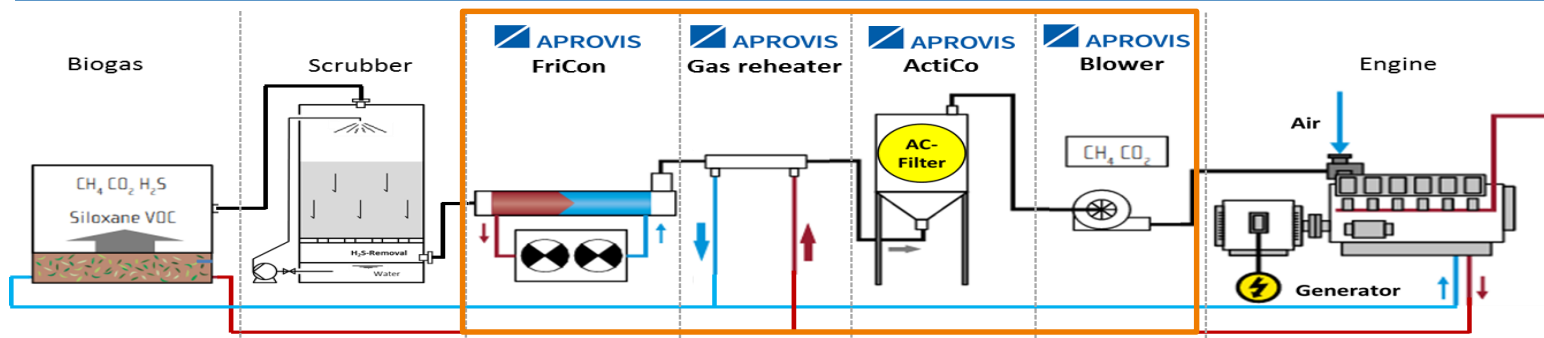 Biogas
CH₄ CO₂ H₂S
Siloxane VOC
Scrubber
H₂S-Removal
Water
APROVIS
FriCon
APROVIS
Gas reheater
APROVIS
ActiCo
AC-
Filter
APROVIS
Blower
CH₄ CO₂
Engine
Air
Generator